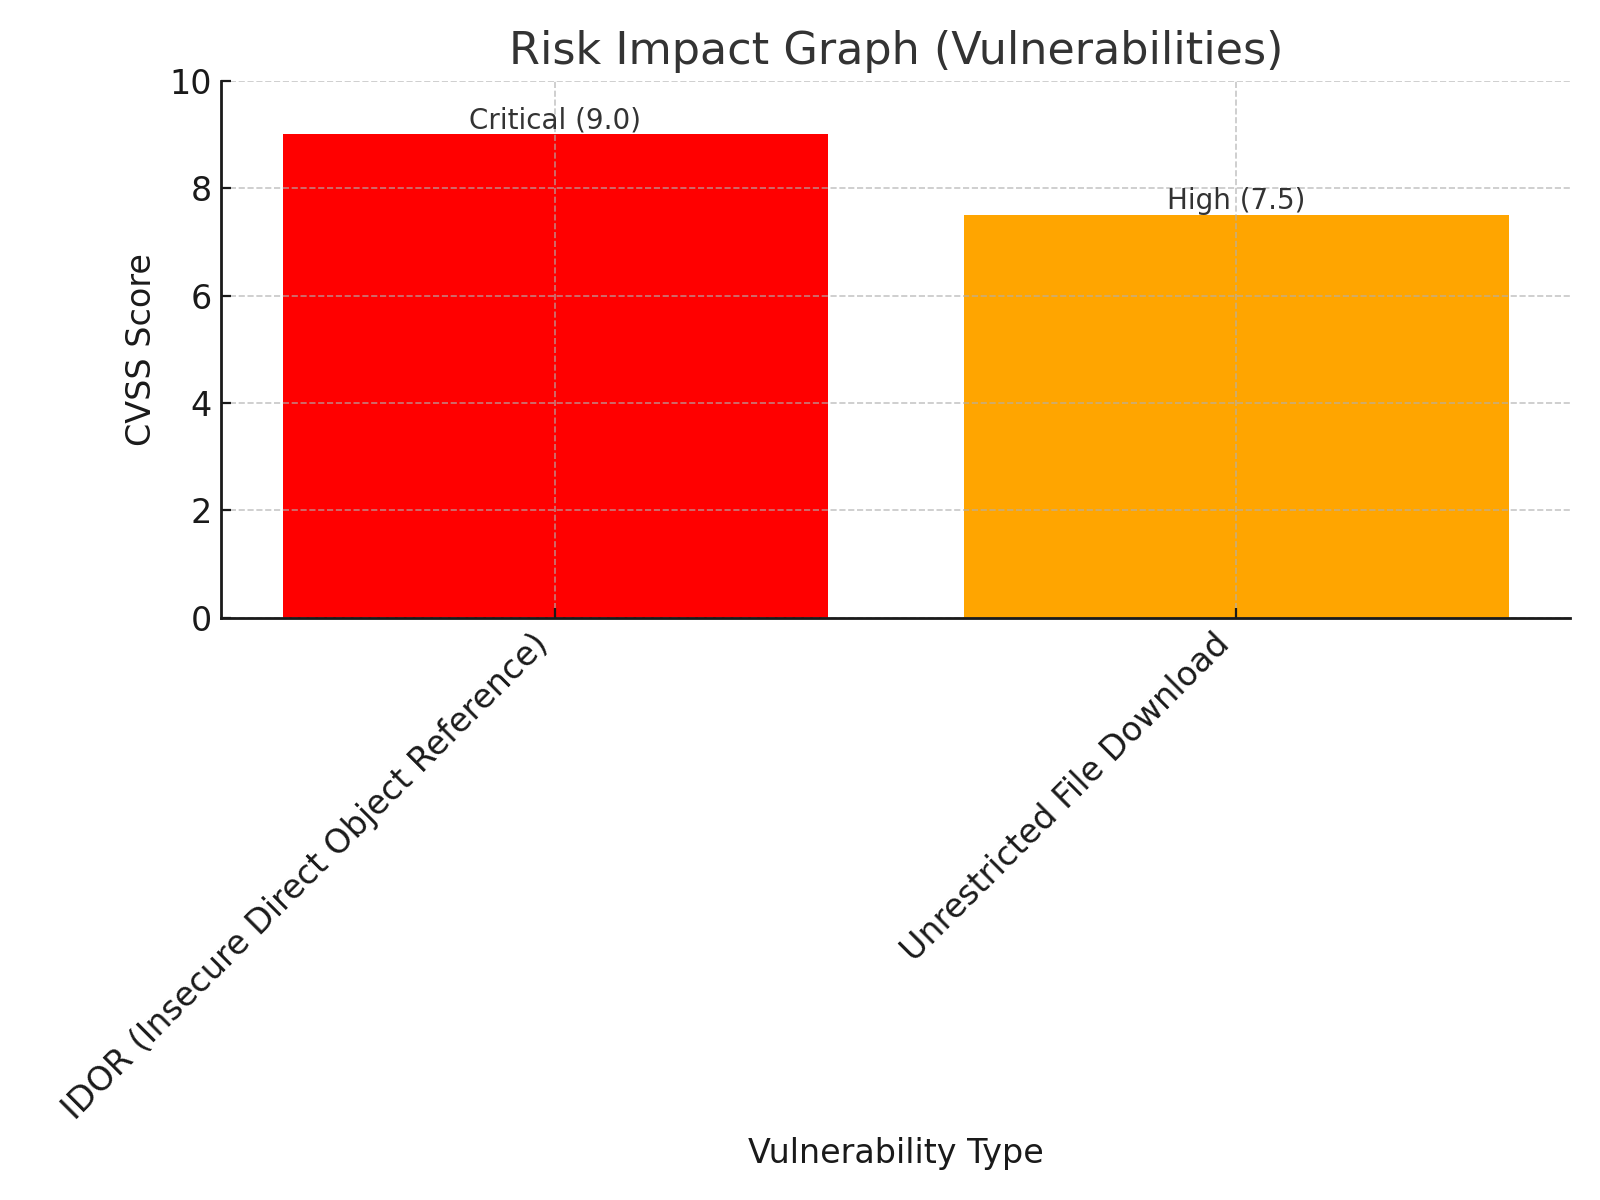 Risk Impact Graph (Vulnerabilities)
10
8
6
4
2
0
CVSS Score
Critical (9.0)
High (7.5)
IDOR (Insecure Direct Object Reference)
Unrestricted File Download
Vulnerability Type